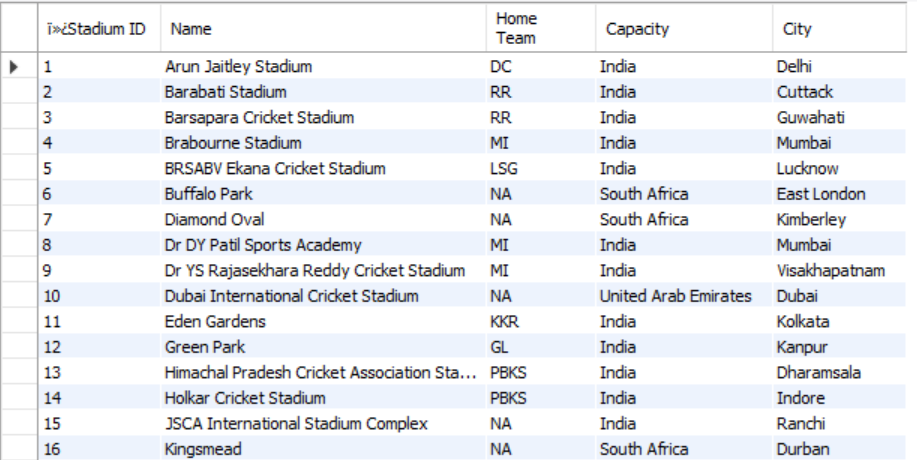 ï»¿Stadium ID Name Home Team Capacity City
1 Arun Jaitley Stadium DC India Delhi
2 Barabati Stadium RR India Cuttack
3 Barsapara Cricket Stadium RR India Guwahati
4 Brabourne Stadium MI India Mumbai
5 BRSABV Ekana Cricket Stadium LSG India Lucknow
6 Buffalo Park NA South Africa East London
7 Diamond Oval NA South Africa Kimberley
8 Dr DY Patil Sports Academy MI India Mumbai
9 Dr YS Rajasekhara Reddy Cricket Stadium MI India Visakhapatnam
10 Dubai International Cricket Stadium NA United Arab Emirates Dubai
11 Eden Gardens KKR India Kolkata
12 Green Park GL India Kanpur
13 Himachal Pradesh Cricket Association Sta... PBKS India Dharamsala
14 Holkar Cricket Stadium PBKS India Indore
15 JSCA International Stadium Complex NA India Ranchi
16 Kingsmead NA South Africa Durban